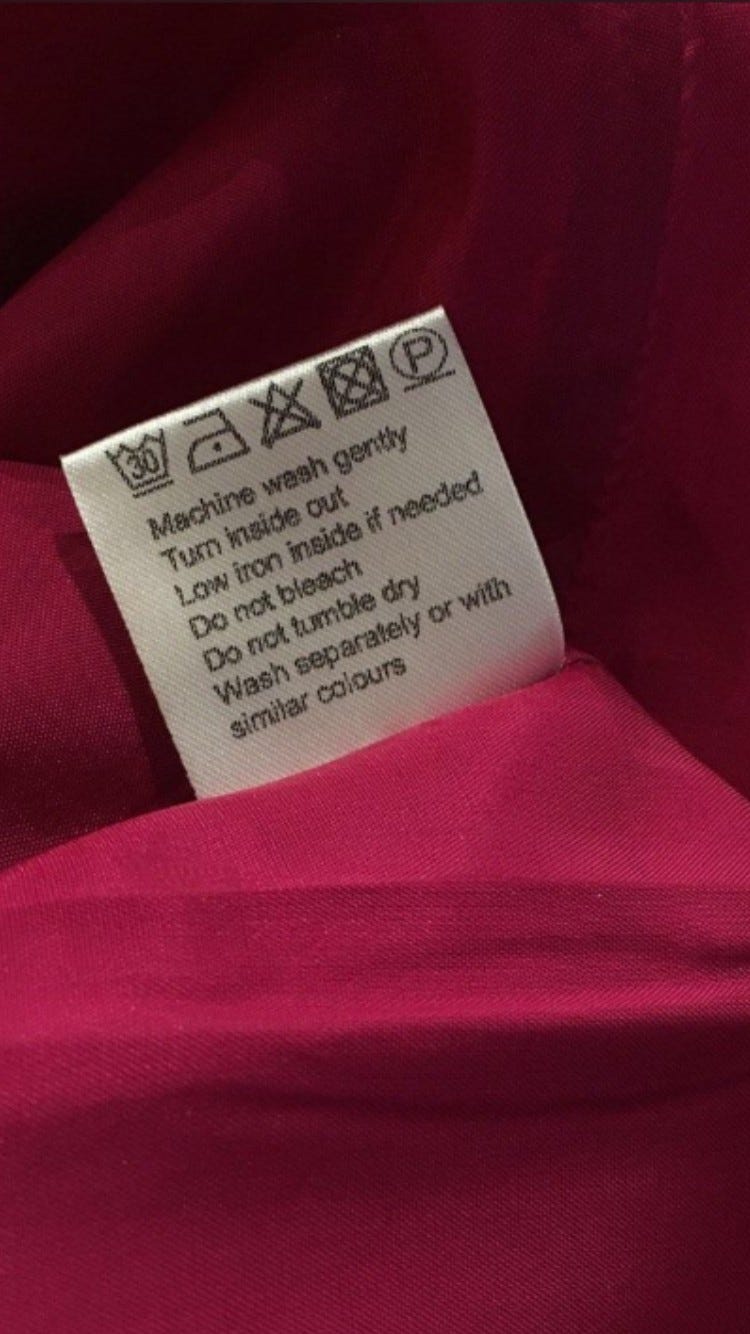 30 P
Machine wash gently
Turn inside out
Low iron inside if needed
Do not bleach
Do not tumble dry
Wash separately or with
similar colours